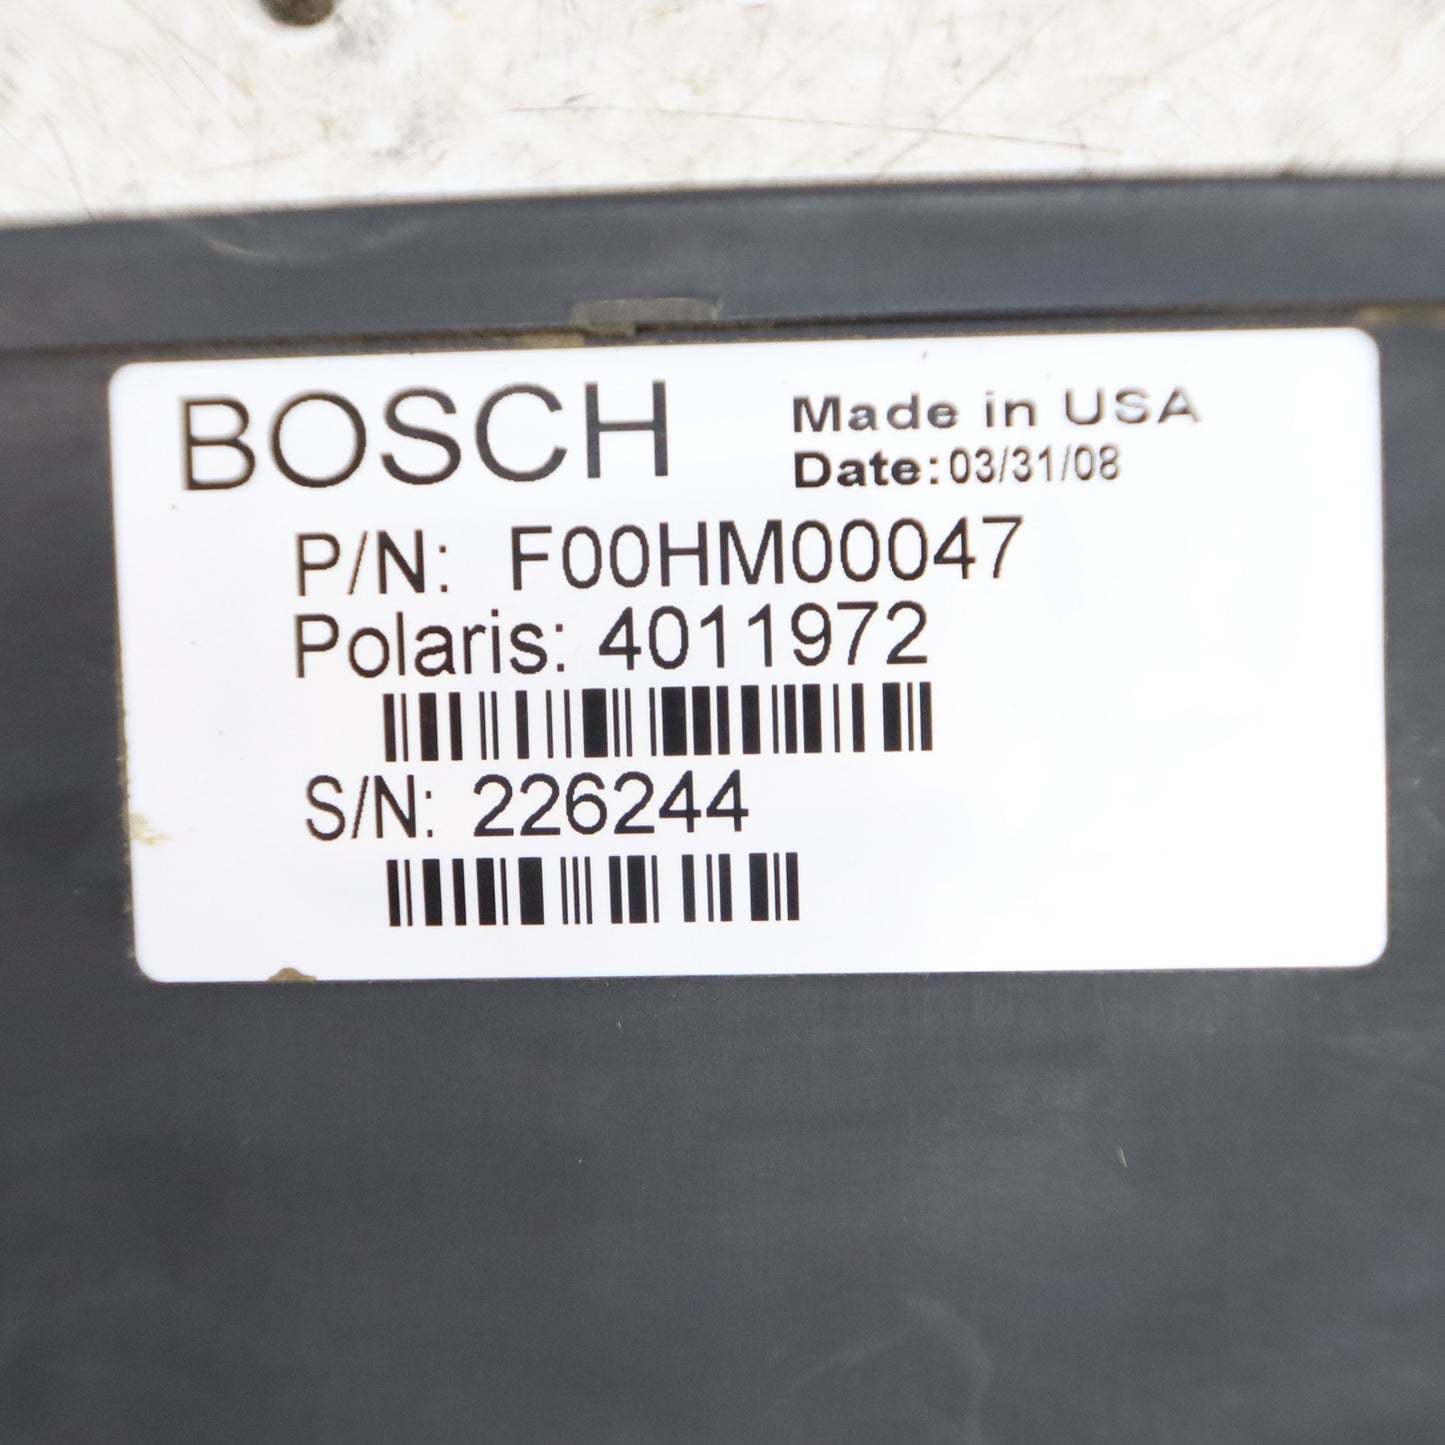 BOSCH
Made in USA
Date: 03/31/08
P/N: F00HM00047
Polaris: 4011972
S/N: 226244